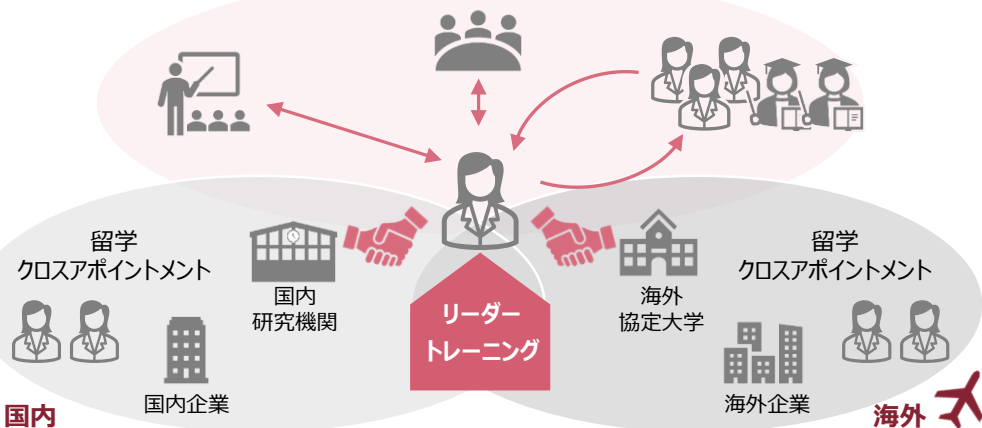 留学
クロスアポイントメント
国内
研究機関
国内企業
国内
リーダー
トレーニング
海外
協定大学
留学
クロスアポイントメント
海外企業
海外